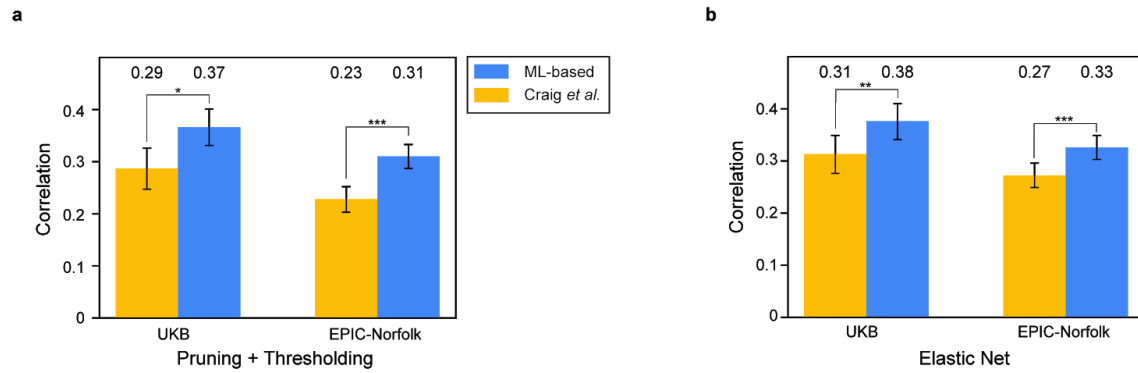 a
0.29 0.37 0.23 0.31
* ***
ML-based
Craig et al.
Correlation
0.4
0.3
0.2
0.1
0
UKB EPIC-Norfolk
Pruning + Thresholding
b
0.31 0.38 0.27 0.33
** ***
Correlation
0.4
0.3
0.2
0.1
0
UKB EPIC-Norfolk
Elastic Net